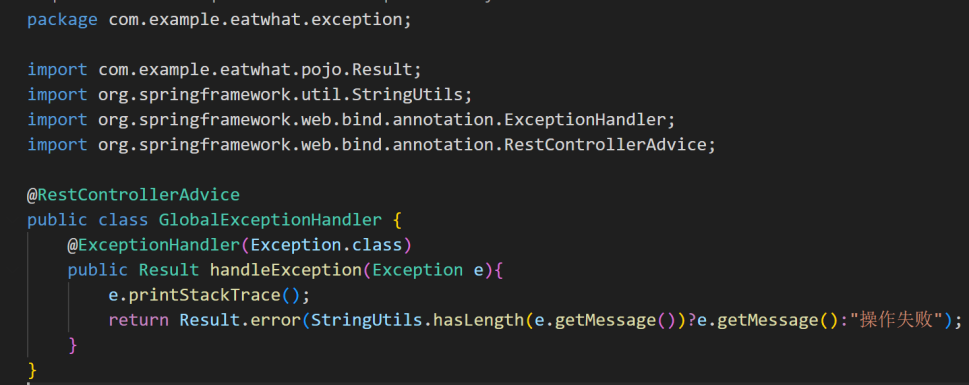 package com.example.eatwhat.exception;
import com.example.eatwhat.pojo.Result;
import org.springframework.util.StringUtils;
import org.springframework.web.bind.annotation.ExceptionHandler;
import org.springframework.web.bind.annotation.RestControllerAdvice;
@RestControllerAdvice
public class GlobalExceptionHandler {
    @ExceptionHandler(Exception.class)
    public Result handleException(Exception e){
        e.printStackTrace();
        return Result.error(StringUtils.hasLength(e.getMessage())?e.getMessage():"操作失败");
    }
}